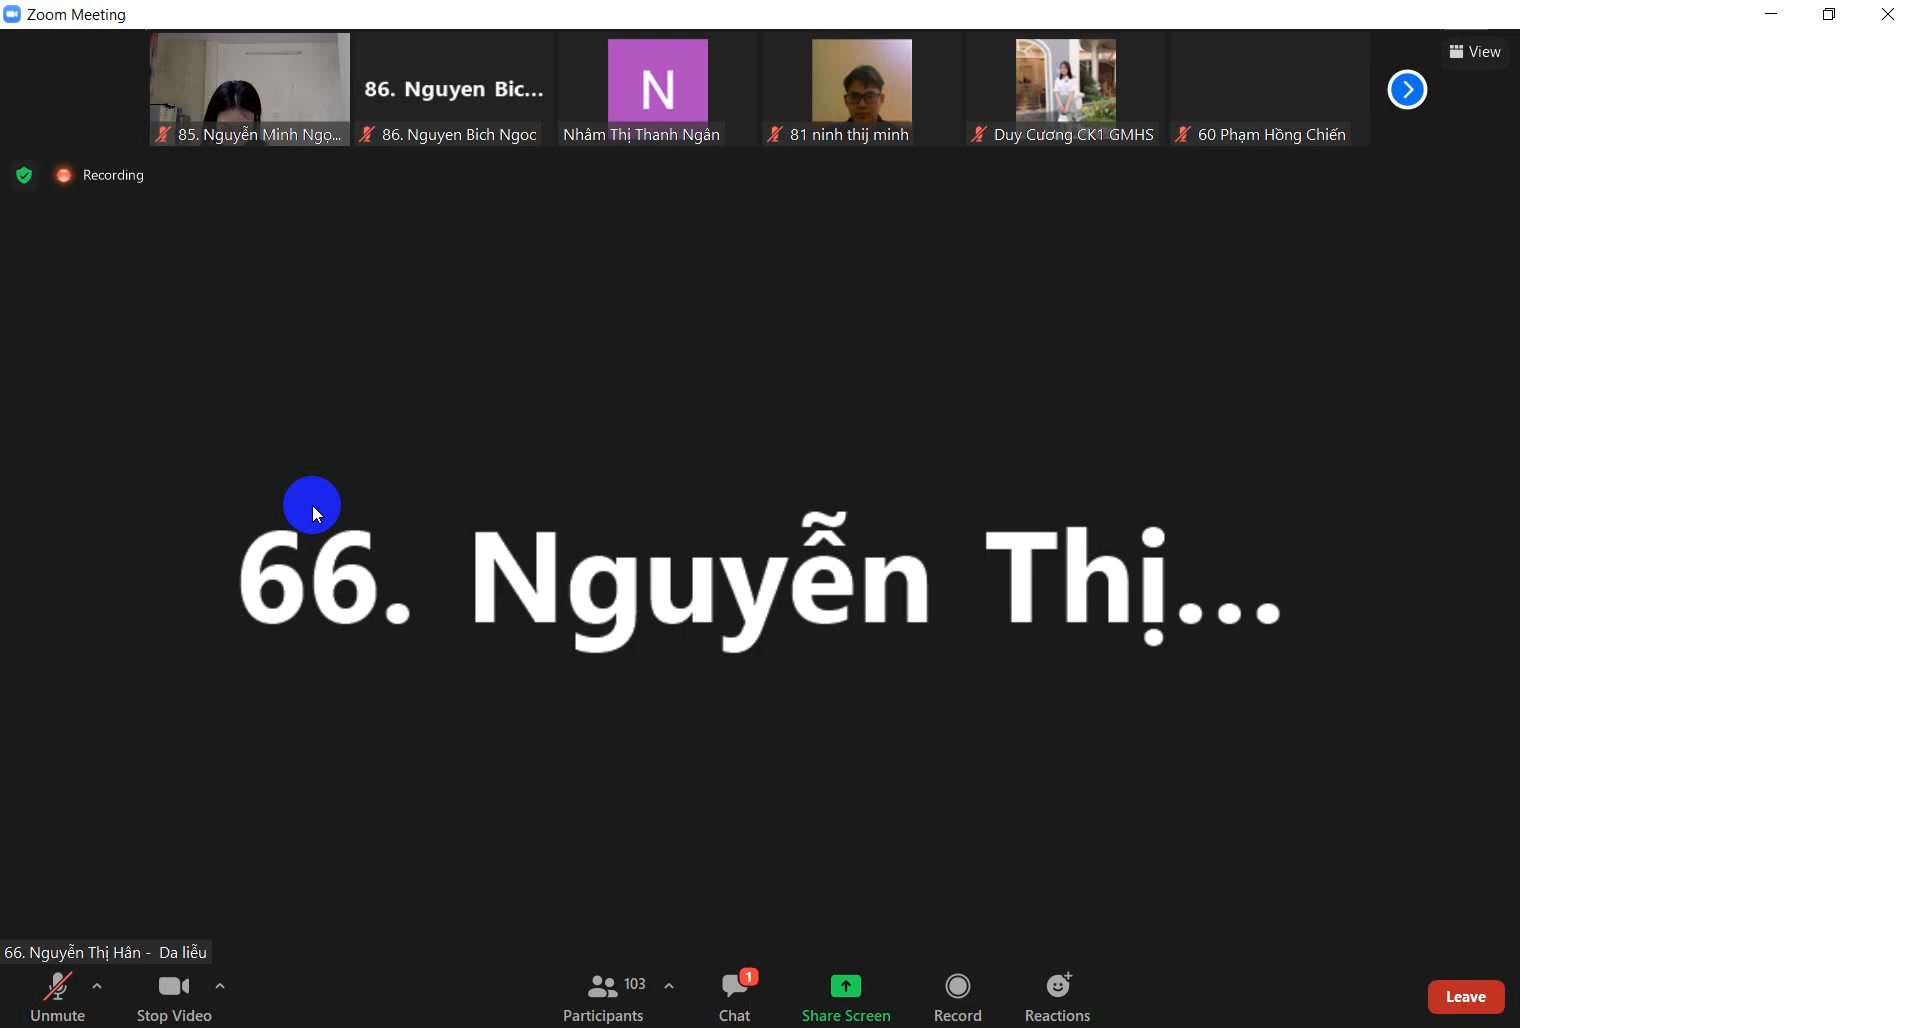 Zoom Meeting
View
86. Nguyen Bic...
N
85. Nguyễn Minh Ngọ...
86. Nguyen Bich Ngoc
Nhâm Thị Thanh Ngân
81 ninh thij minh
Duy Cương CK1 GMHS
60 Phạm Hồng Chiến
Recording
66. Nguyễn Thị...
66. Nguyễn Thị Hân - Da liễu
103
1
Unmute
Stop Video
Participants
Chat
Share Screen
Record
Reactions
Leave